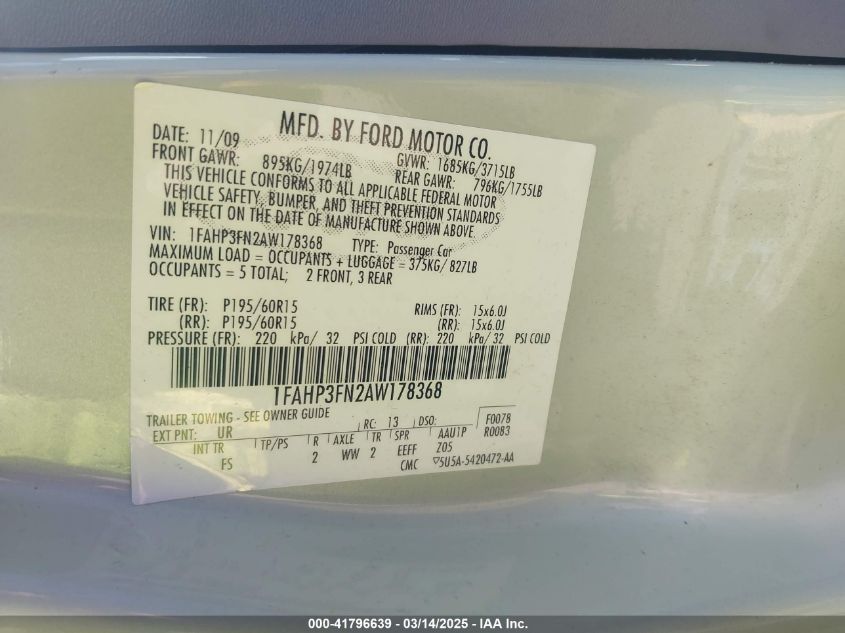 MFD. BY FORD MOTOR CO.
DATE: 11/09 GVWR: 1685KG/3715LB
FRONT GAWR: 895KG/1974LB REAR GAWR: 796KG/1755LB
THIS VEHICLE CONFORMS TO ALL APPLICABLE FEDERAL MOTOR
VEHICLE SAFETY, BUMPER, AND THEFT PREVENTION STANDARDS
IN EFFECT ON THE DATE OF MANUFACTURE SHOWN ABOVE.
VIN: 1FAHP3FN2AW178368 TYPE: Passenger Car
MAXIMUM LOAD = OCCUPANTS + LUGGAGE = 375KG/ 827LB
OCCUPANTS = 5 TOTAL; 2 FRONT, 3 REAR
TIRE (FR): P195/60R15 RIMS (FR): 15x6.0J
(RR): P195/60R15 (RR): 15x6.0J
PRESSURE (FR): 220 kPa/ 32 PSI COLD (RR): 220 kPa/ 32 PSI COLD
1FAHP3FN2AW178368
TRAILER TOWING - SEE OWNER GUIDE RC: 13 DSO: F0078
EXT PNT: UR AAU1P R0083
INT TR TP/PS R AXLE TR SPR Z05
FS 2 WW 2 EEFF
CMC 5U5A-5420472-AA
000-41796639 - 03/14/2025 - IAA Inc.